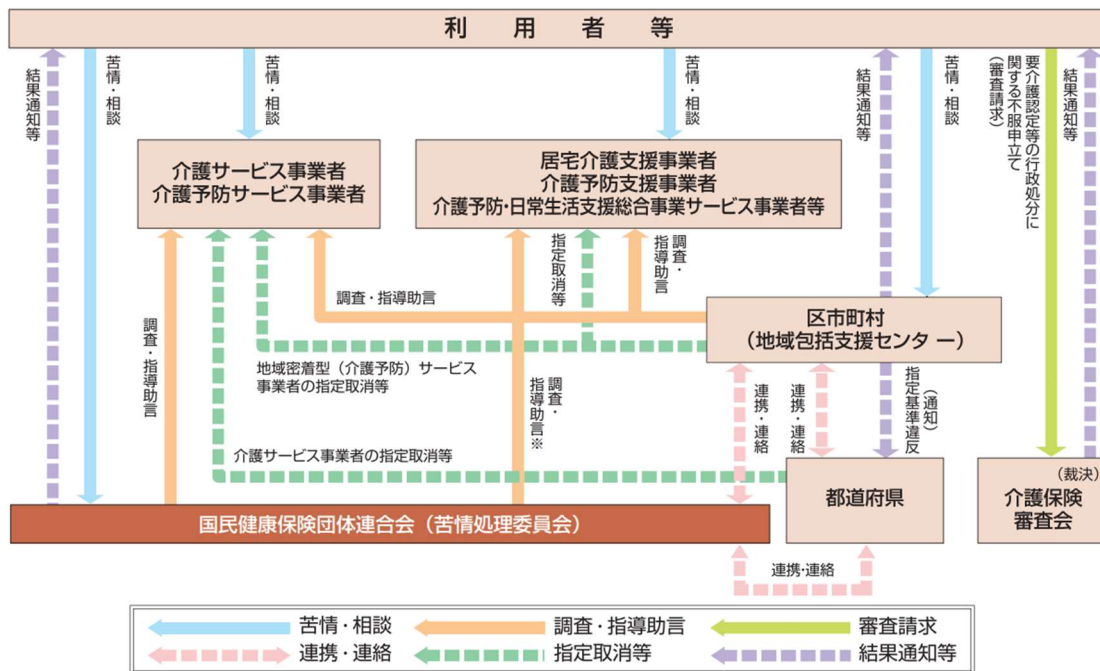 利用者等
結果通知等
苦情・相談
苦情・相談
苦情・相談
結果通知等
苦情・相談
要介護認定等の行政処分に
関する不服申立て
（審査請求）
結果通知等
介護サービス事業者
介護予防サービス事業者
居宅介護支援事業者
介護予防支援事業者
介護予防・日常生活支援総合事業サービス事業者等
指定取消等
調査・
指導助言
調査・指導助言
区市町村
（地域包括支援センター）
調査・指導助言
地域密着型（介護予防）サービス
事業者の指定取消等
調査・
指導助言※
連携・連絡
連携・連絡
（通知）
指定基準違反
介護サービス事業者の指定取消等
都道府県
（裁決）
介護保険
審査会
国民健康保険団体連合会（苦情処理委員会）
連携・連絡
苦情・相談
調査・指導助言
審査請求
連携・連絡
指定取消等
結果通知等